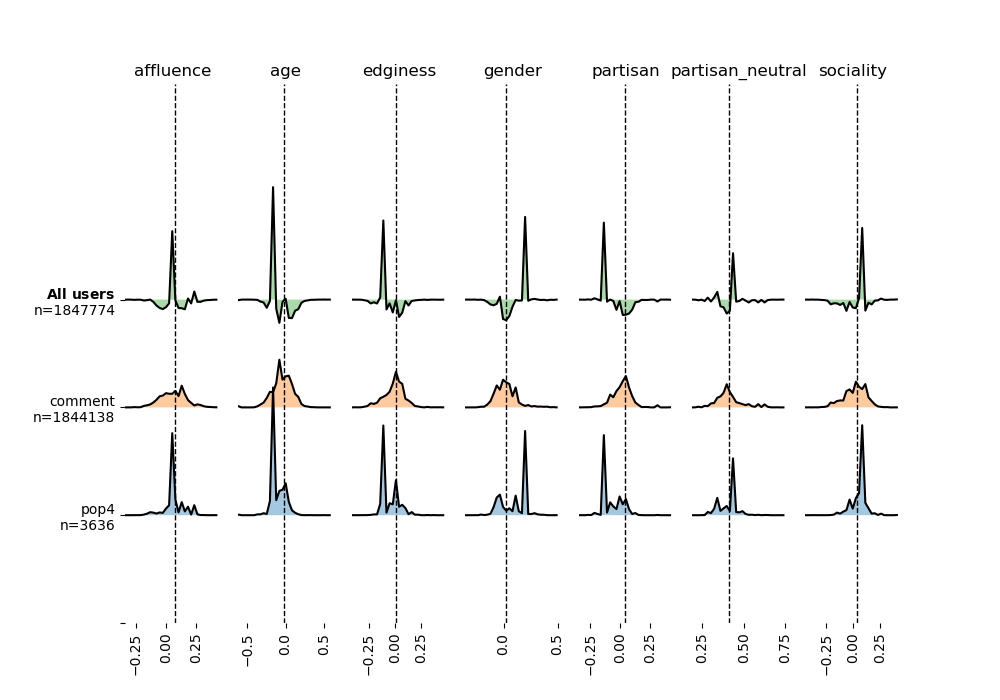 affluence age edginess gender partisan partisan_neutral sociality
All users
n=1847774
comment
n=1844138
pop4
n=3636
−0.25 0.00 0.25 −0.5 0.0 0.5 −0.25 0.00 0.25 0.0 0.5 −0.25 0.00 0.25 0.25 0.50 0.75 −0.25 0.00 0.25